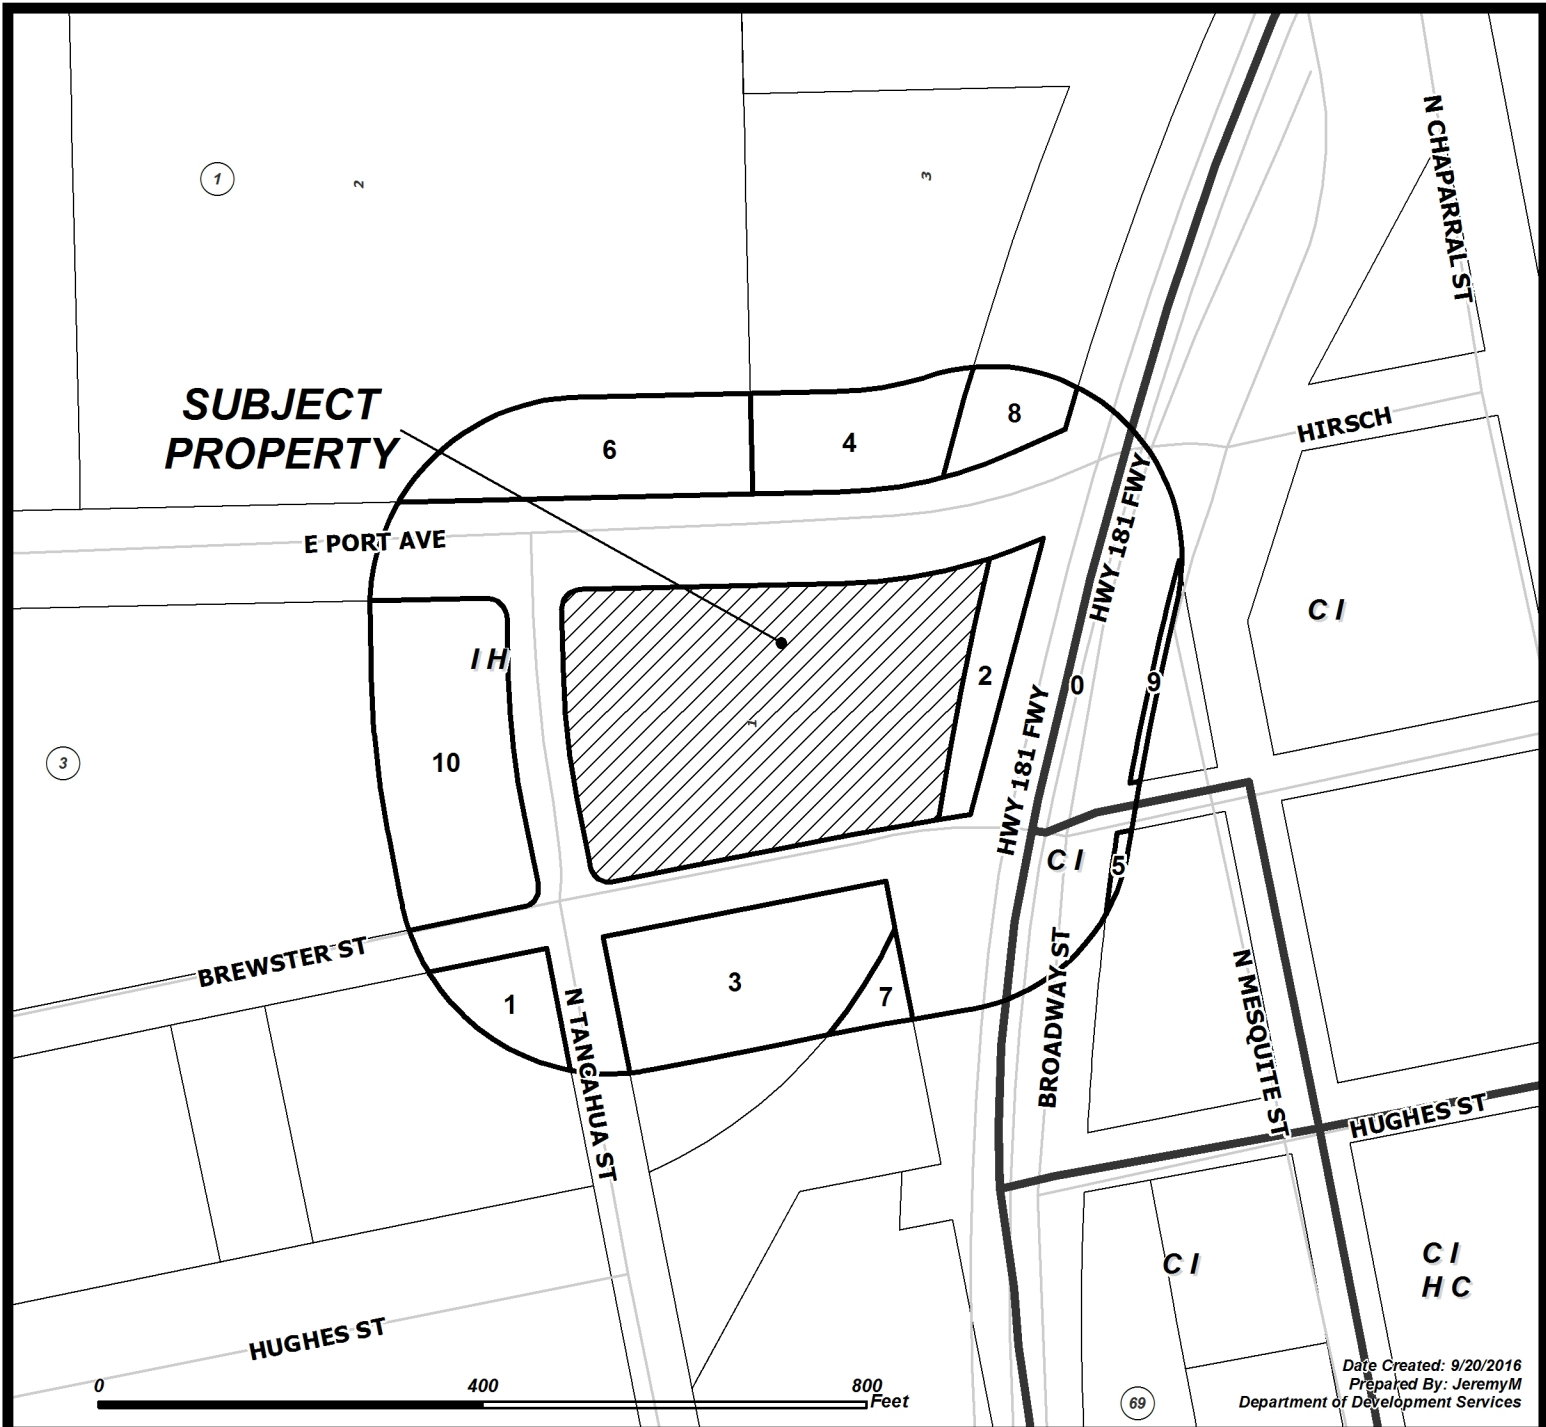 N CHAPARRAL ST
1
2
3
SUBJECT
PROPERTY
8
6
4
HIRSCH
E PORT AVE
HWY 181 FWY
C I
I H
2
0
9
1
10
3
HWY 181 FWY
C I
5
BREWSTER ST
3
7
1
N TANCAHUA ST
BROADWAY ST
N MESQUITE ST
HUGHES ST
C I
C I
H C
HUGHES ST
0 400 800
Feet
69
Date Created: 9/20/2016
Prepared By: JeremyM
Department of Development Services